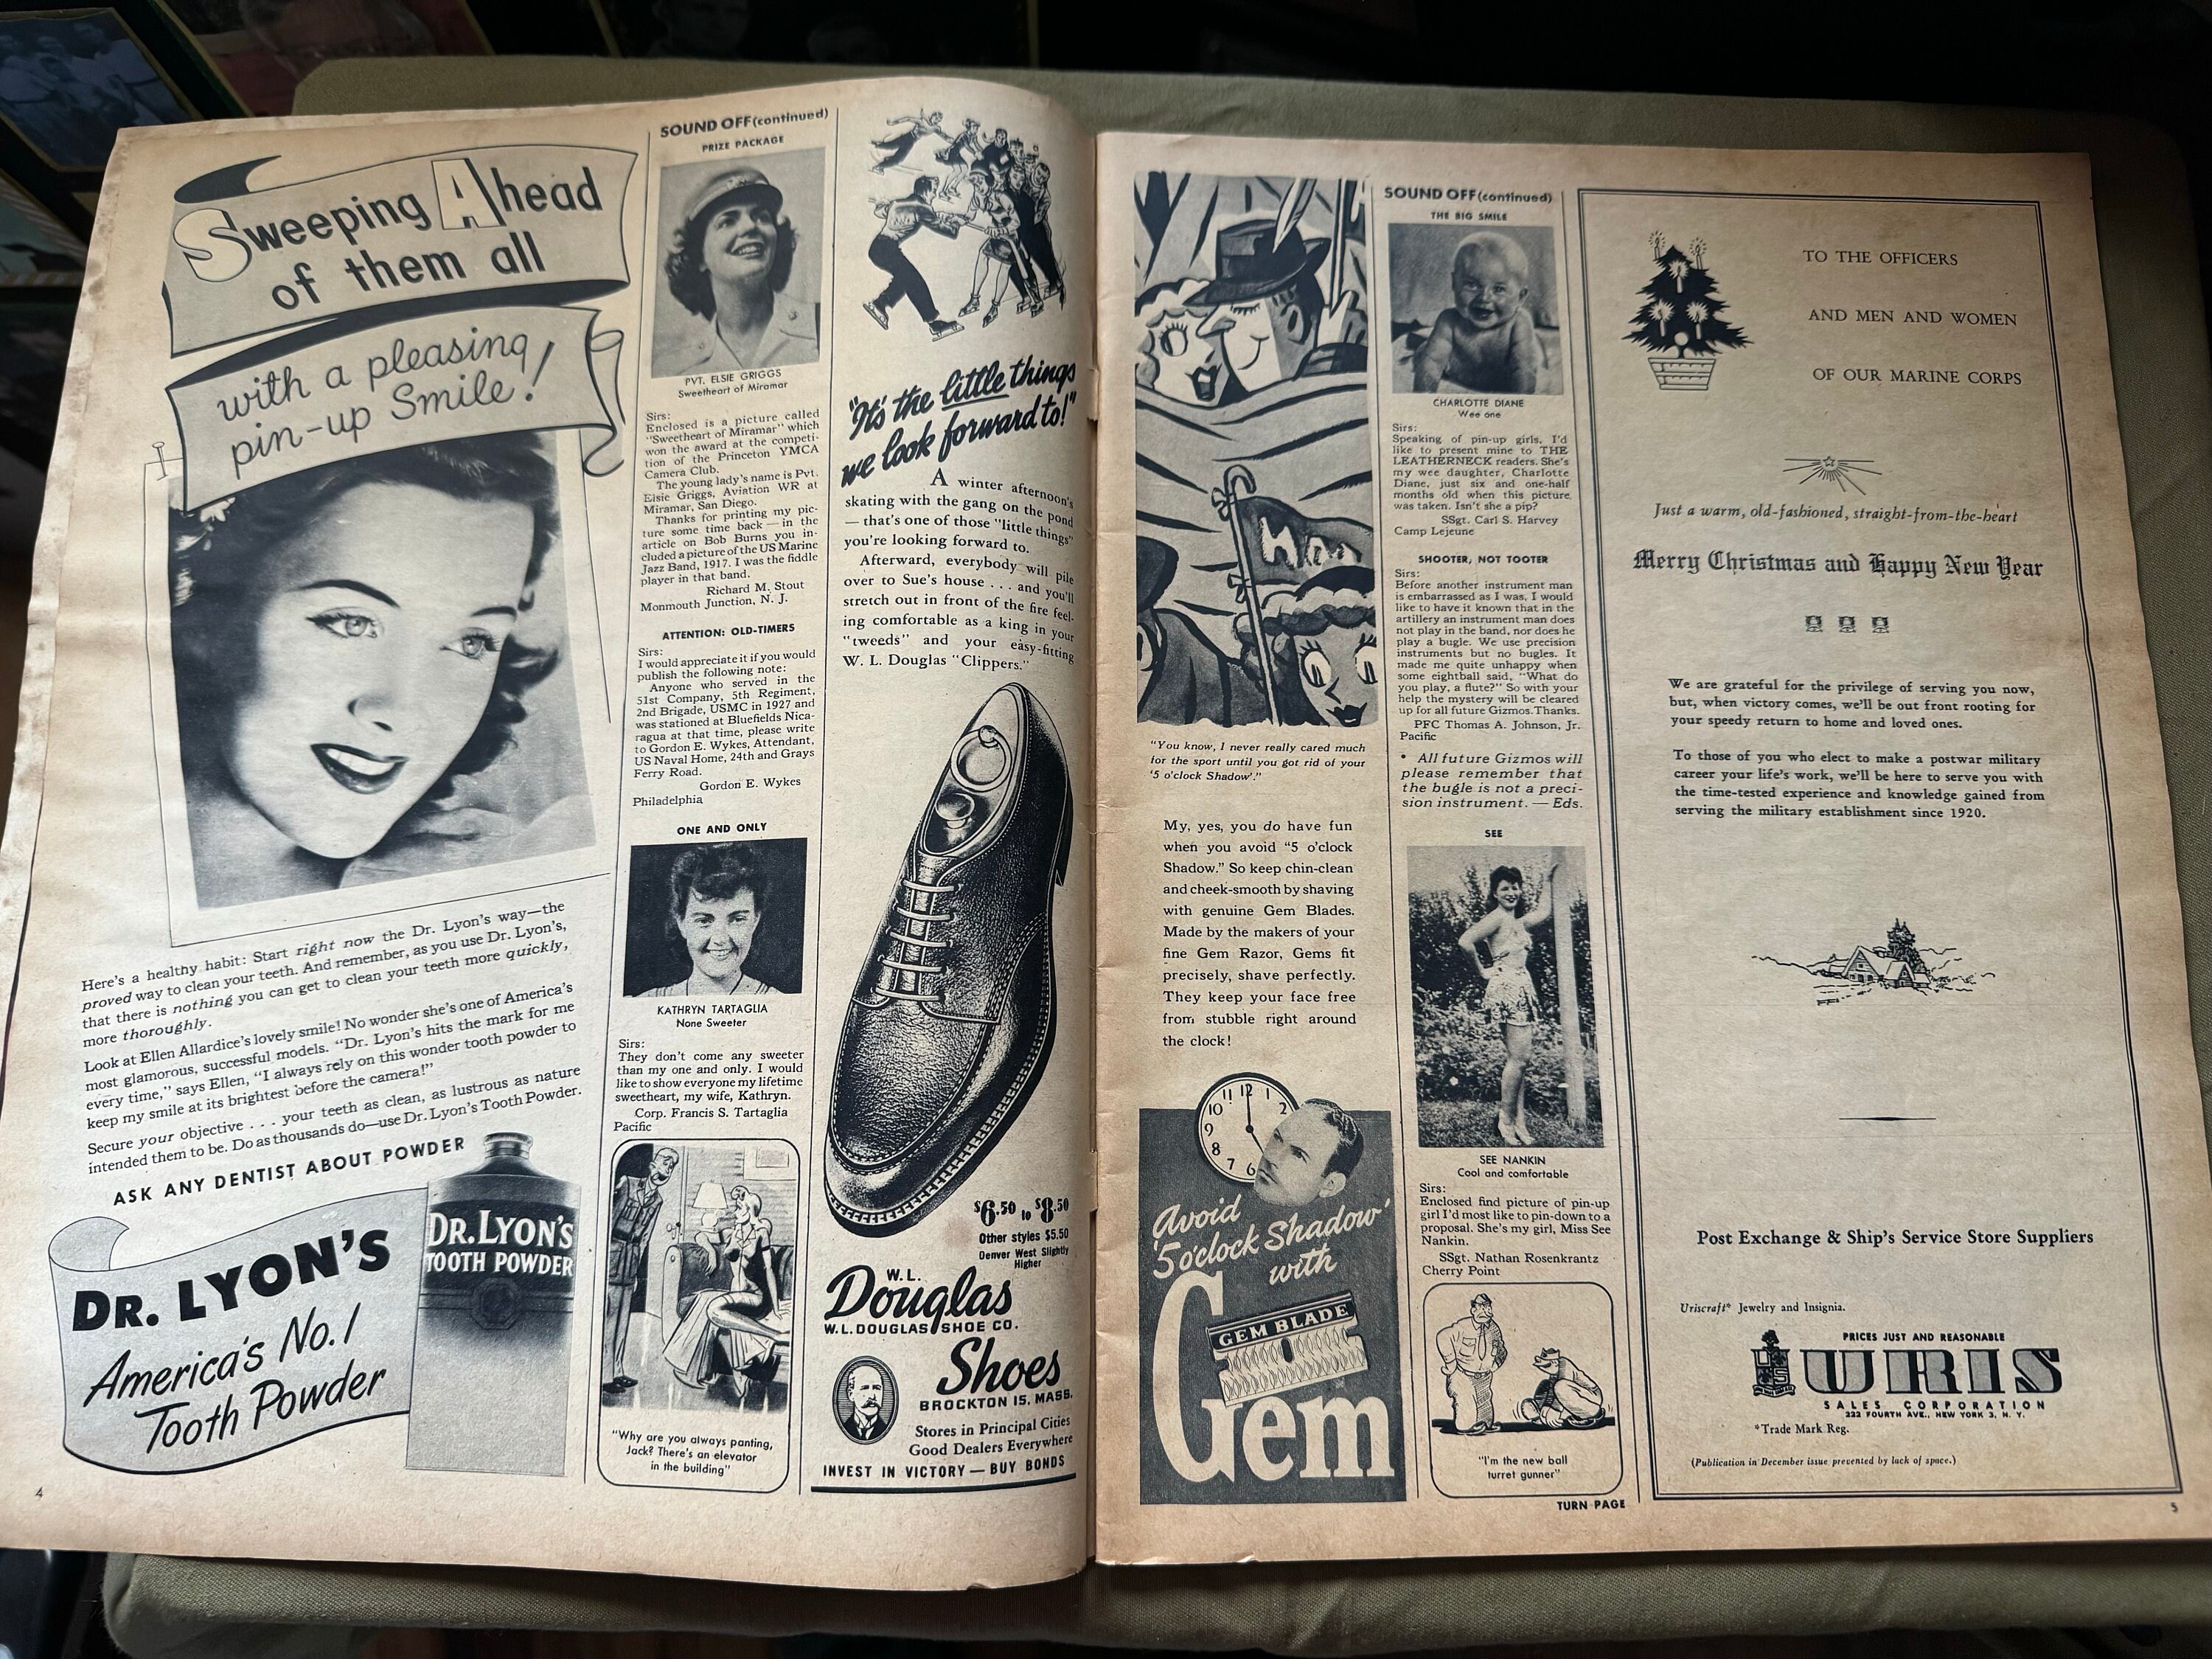 Sweeping Ahead
of them all
with a pleasing
pin-up Smile!
Here's a healthy habit: Start right now the Dr. Lyon's way—the
proved way to clean your teeth. And remember, as you use Dr. Lyon's,
that there is nothing you can get to clean your teeth more quickly,
more thoroughly.
Look at Ellen Allardice's lovely smile! No wonder she's one of America's
most glamorous, successful models. "Dr. Lyon's hits the mark for me
every time," says Ellen, "I always rely on this wonder tooth powder to
keep my smile at its brightest before the camera!"
Secure your objective . . . your teeth as clean, as lustrous as nature
intended them to be. Do as thousands do—use Dr. Lyon's Tooth Powder.
ASK ANY DENTIST ABOUT POWDER
DR. LYON'S
America's No. 1
Tooth Powder
DR. LYON'S
TOOTH POWDER
4
SOUND OFF (continued)
PRIZE PACKAGE
PVT. ELSIE GRIGGS
Sweetheart of Miramar
Sirs:
Enclosed is a picture called
"Sweetheart of Miramar" which
won the award at the competi-
tion of the Princeton YMCA
Camera Club.
The young lady's name is Pvt.
Elsie Griggs, Aviation WR at
Miramar, San Diego.
Thanks for printing my pic-
ture some time back — in the
article on Bob Burns you in-
cluded a picture of the US Marine
Jazz Band, 1917. I was the fiddle
player in that band.
Richard M. Stout
Monmouth Junction, N. J.
ATTENTION: OLD-TIMERS
Sirs:
I would appreciate it if you would
publish the following note:
Anyone who served in the
51st Company, 5th Regiment,
2nd Brigade, USMC in 1927 and
was stationed at Bluefields Nica-
ragua at that time, please write
to Gordon E. Wykes, Attendant,
US Naval Home, 24th and Grays
Ferry Road.
Gordon E. Wykes
Philadelphia
ONE AND ONLY
KATHRYN TARTAGLIA
None Sweeter
Sirs:
They don't come any sweeter
than my one and only. I would
like to show everyone my lifetime
sweetheart, my wife, Kathryn.
Corp. Francis S. Tartaglia
Pacific
"Why are you always panting,
Jack? There's an elevator
in the building"
"It's the little things
we look forward to!"
A winter afternoon's
skating with the gang on the pond
— that's one of those "little things"
you're looking forward to.
Afterward, everybody will pile
over to Sue's house . . . and you'll
stretch out in front of the fire feel-
ing comfortable as a king in your
"tweeds" and your easy-fitting
W. L. Douglas "Clippers."
$6.50 to $8.50
Other styles $5.50
Denver West Slightly
Higher
W. L.
Douglas
W. L. DOUGLAS SHOE CO.
Shoes
BROCKTON 15, MASS.
Stores in Principal Cities
Good Dealers Everywhere
INVEST IN VICTORY — BUY BONDS
"You know, I never really cared much
for the sport until you got rid of your
'5 o'clock Shadow'."
My, yes, you do have fun
when you avoid "5 o'clock
Shadow." So keep chin-clean
and cheek-smooth by shaving
with genuine Gem Blades.
Made by the makers of your
fine Gem Razor, Gems fit
precisely, shave perfectly.
They keep your face free
from stubble right around
the clock!
11 12 1
10 2
9
8
7 6
Avoid
'5 o'clock Shadow'
with
GEM BLADE
Gem
SOUND OFF (continued)
THE BIG SMILE
CHARLOTTE DIANE
Wee one
Sirs:
Speaking of pin-up girls, I'd
like to present mine to THE
LEATHERNECK readers. She's
my wee daughter, Charlotte
Diane, just six and one-half
months old when this picture
was taken. Isn't she a pip?
SSgt. Carl S. Harvey
Camp Lejeune
SHOOTER, NOT TOOTER
Sirs:
Before another instrument man
is embarrassed as I was, I would
like to have it known that in the
artillery an instrument man does
not play in the band, nor does he
play a bugle. We use precision
instruments but no bugles. It
made me quite unhappy when
some eightball said, "What do
you play, a flute?" So with your
help the mystery will be cleared
up for all future Gizmos.Thanks.
PFC Thomas A. Johnson, Jr.
Pacific
• All future Gizmos will
please remember that
the bugle is not a preci-
sion instrument. — Eds.
SEE
SEE NANKIN
Cool and comfortable
Sirs:
Enclosed find picture of pin-up
girl I'd most like to pin-down to a
proposal. She's my girl, Miss See
Nankin.
SSgt. Nathan Rosenkrantz
Cherry Point
"I'm the new ball
turret gunner"
TURN PAGE
TO THE OFFICERS
AND MEN AND WOMEN
OF OUR MARINE CORPS
Just a warm, old-fashioned, straight-from-the-heart
Merry Christmas and Happy New Year
We are grateful for the privilege of serving you now,
but, when victory comes, we'll be out front rooting for
your speedy return to home and loved ones.
To those of you who elect to make a postwar military
career your life's work, we'll be here to serve you with
the time-tested experience and knowledge gained from
serving the military establishment since 1920.
Post Exchange & Ship's Service Store Suppliers
Uriscraft* Jewelry and Insignia.
PRICES JUST AND REASONABLE
URIS
SALES CORPORATION
222 FOURTH AVE., NEW YORK 3, N. Y.
*Trade Mark Reg.
(Publication in December issue prevented by lack of space.)
5